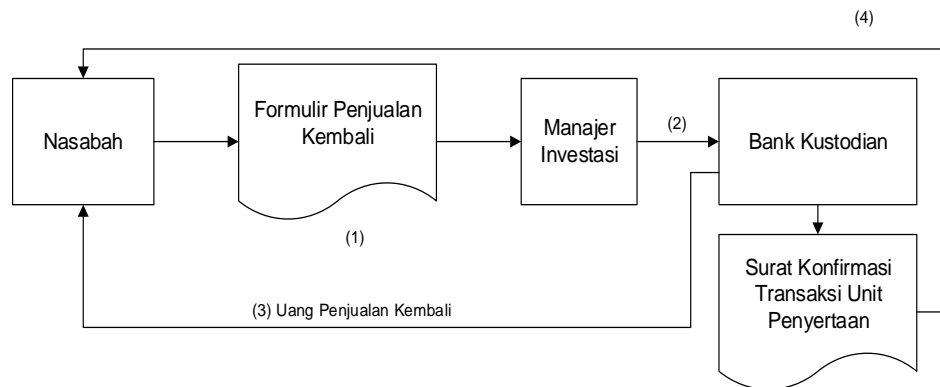 (4)
Nasabah
Formulir Penjualan
Kembali
(1)
Manajer
Investasi
(2)
Bank Kustodian
(3) Uang Penjualan Kembali
Surat Konfirmasi
Transaksi Unit
Penyertaan